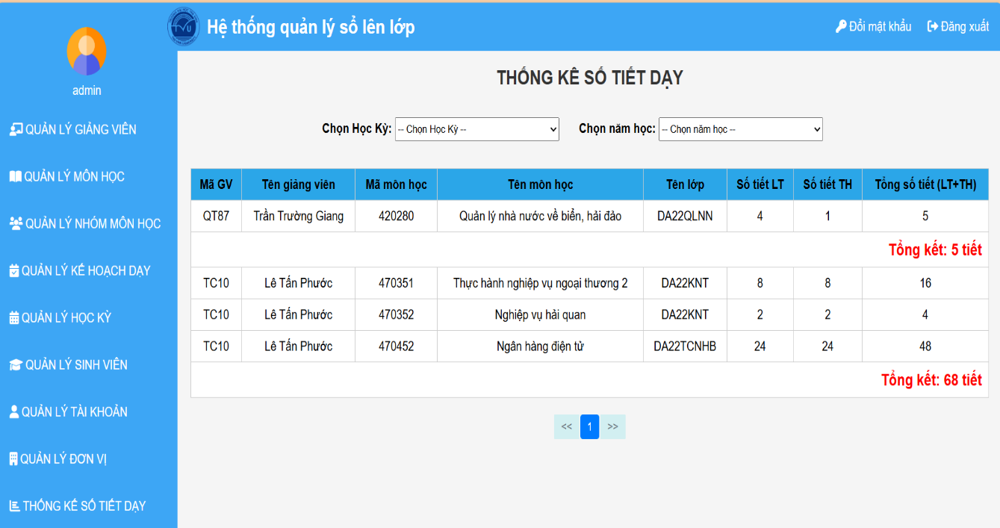 Hệ thống quản lý sổ lên lớp
Đổi mật khẩu
Đăng xuất
admin
QUẢN LÝ GIẢNG VIÊN
QUẢN LÝ MÔN HỌC
QUẢN LÝ NHÓM MÔN HỌC
QUẢN LÝ KẾ HOẠCH DẠY
QUẢN LÝ HỌC KỲ
QUẢN LÝ SINH VIÊN
QUẢN LÝ TÀI KHOẢN
QUẢN LÝ ĐƠN VỊ
THỐNG KÊ SỐ TIẾT DẠY
THỐNG KÊ SỐ TIẾT DẠY
Chọn Học Kỳ: -- Chọn Học Kỳ -- Chọn năm học: -- Chọn năm học --
Mã GV Tên giảng viên Mã môn học Tên môn học Tên lớp Số tiết LT Số tiết TH Tổng số tiết (LT+TH)
QT87 Trần Trường Giang 420280 Quản lý nhà nước về biển, hải đảo DA22QLNN 4 1 5
Tổng kết: 5 tiết
TC10 Lê Tấn Phước 470351 Thực hành nghiệp vụ ngoại thương 2 DA22KNT 8 8 16
TC10 Lê Tấn Phước 470352 Nghiệp vụ hải quan DA22KNT 2 2 4
TC10 Lê Tấn Phước 470452 Ngân hàng điện tử DA22TCNHB 24 24 48
Tổng kết: 68 tiết
<< 1 >>